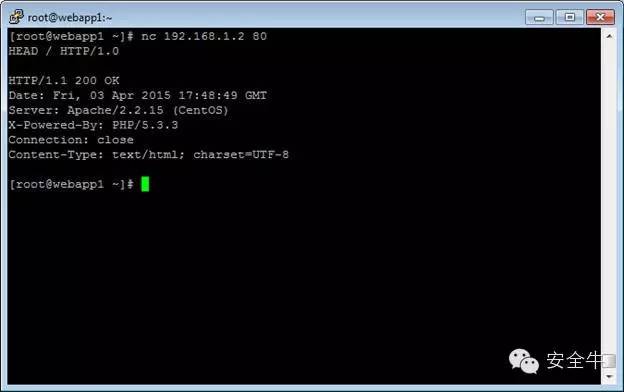 root@webapp1:~
[root@webapp1 ~]# nc 192.168.1.2 80
HEAD / HTTP/1.0
HTTP/1.1 200 OK
Date: Fri, 03 Apr 2015 17:48:49 GMT
Server: Apache/2.2.15 (CentOS)
X-Powered-By: PHP/5.3.3
Connection: close
Content-Type: text/html; charset=UTF-8
[root@webapp1 ~]#
安全牛